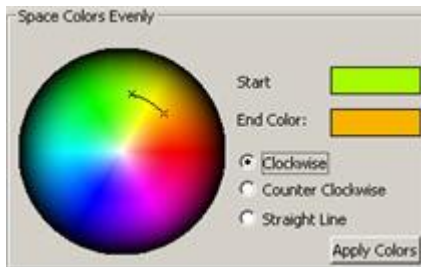 Space Colors Evenly
Start
End Color:
Clockwise
Counter Clockwise
Straight Line
Apply Colors